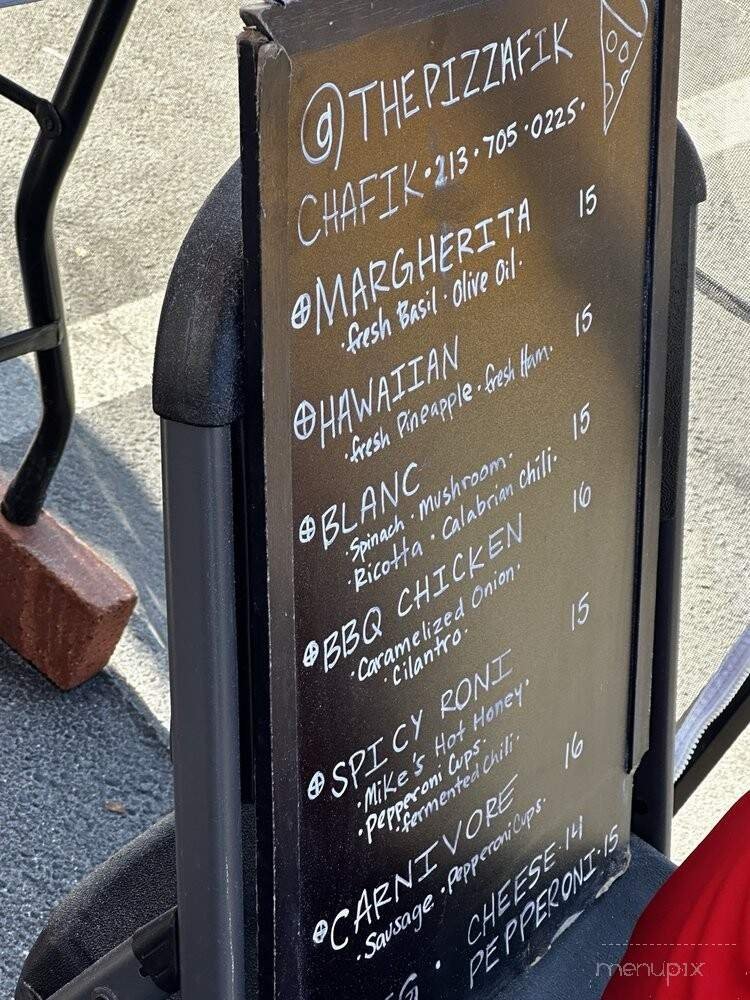 @THEPIZZAFIK
CHAFIK·213·705·0225·
⊕MARGHERITA 15
·fresh Basil·Olive Oil·
⊕HAWAIIAN 15
·fresh Pineapple·fresh Ham·
⊕BLANC 15
·Spinach·Mushroom·
·Ricotta·Calabrian Chili·
⊕BBQ CHICKEN 16
·Caramelized Onion·
·Cilantro·
⊕SPICY RONI 15
·Mike's Hot Honey·
·Pepperoni Cups·
·fermented chili·
⊕CARNIVORE 16
·Sausage·Pepperoni Cups·
· CHEESE·14
PEPPERONI·15
menupix